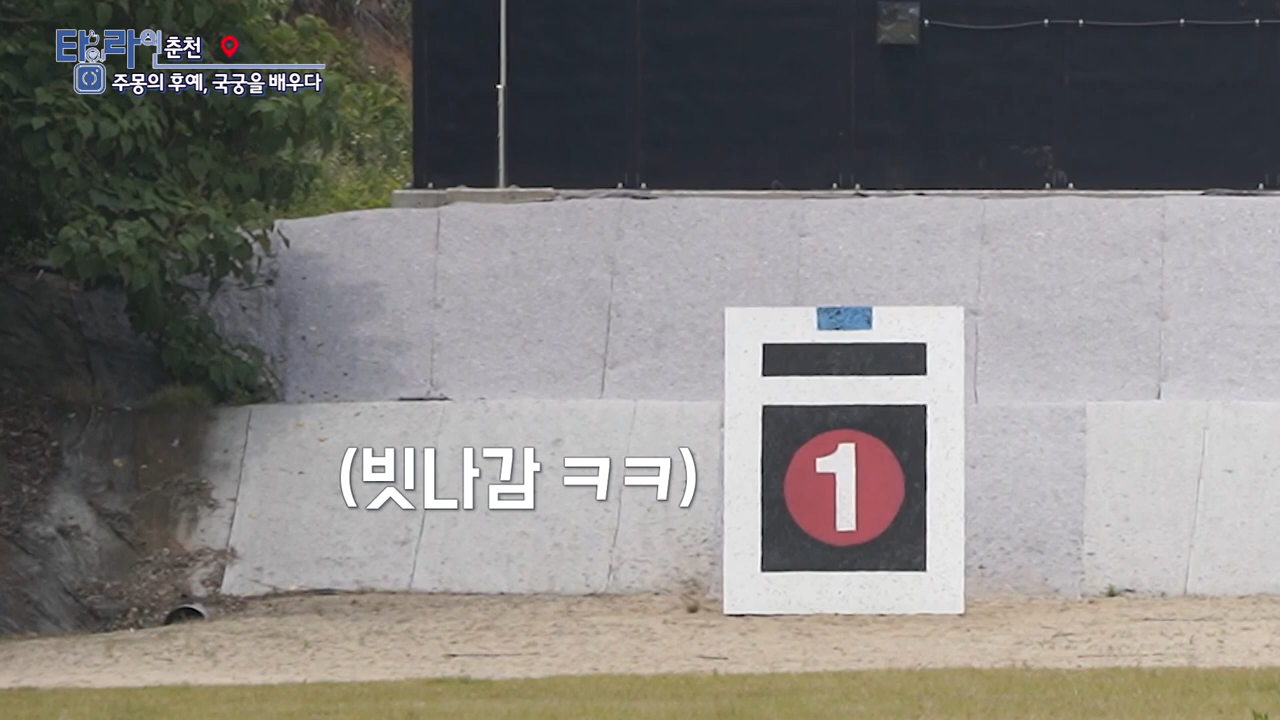 타라의 춘천
주몽의 후예, 국궁을 배우다
(빗나감 ㅋㅋ)
1